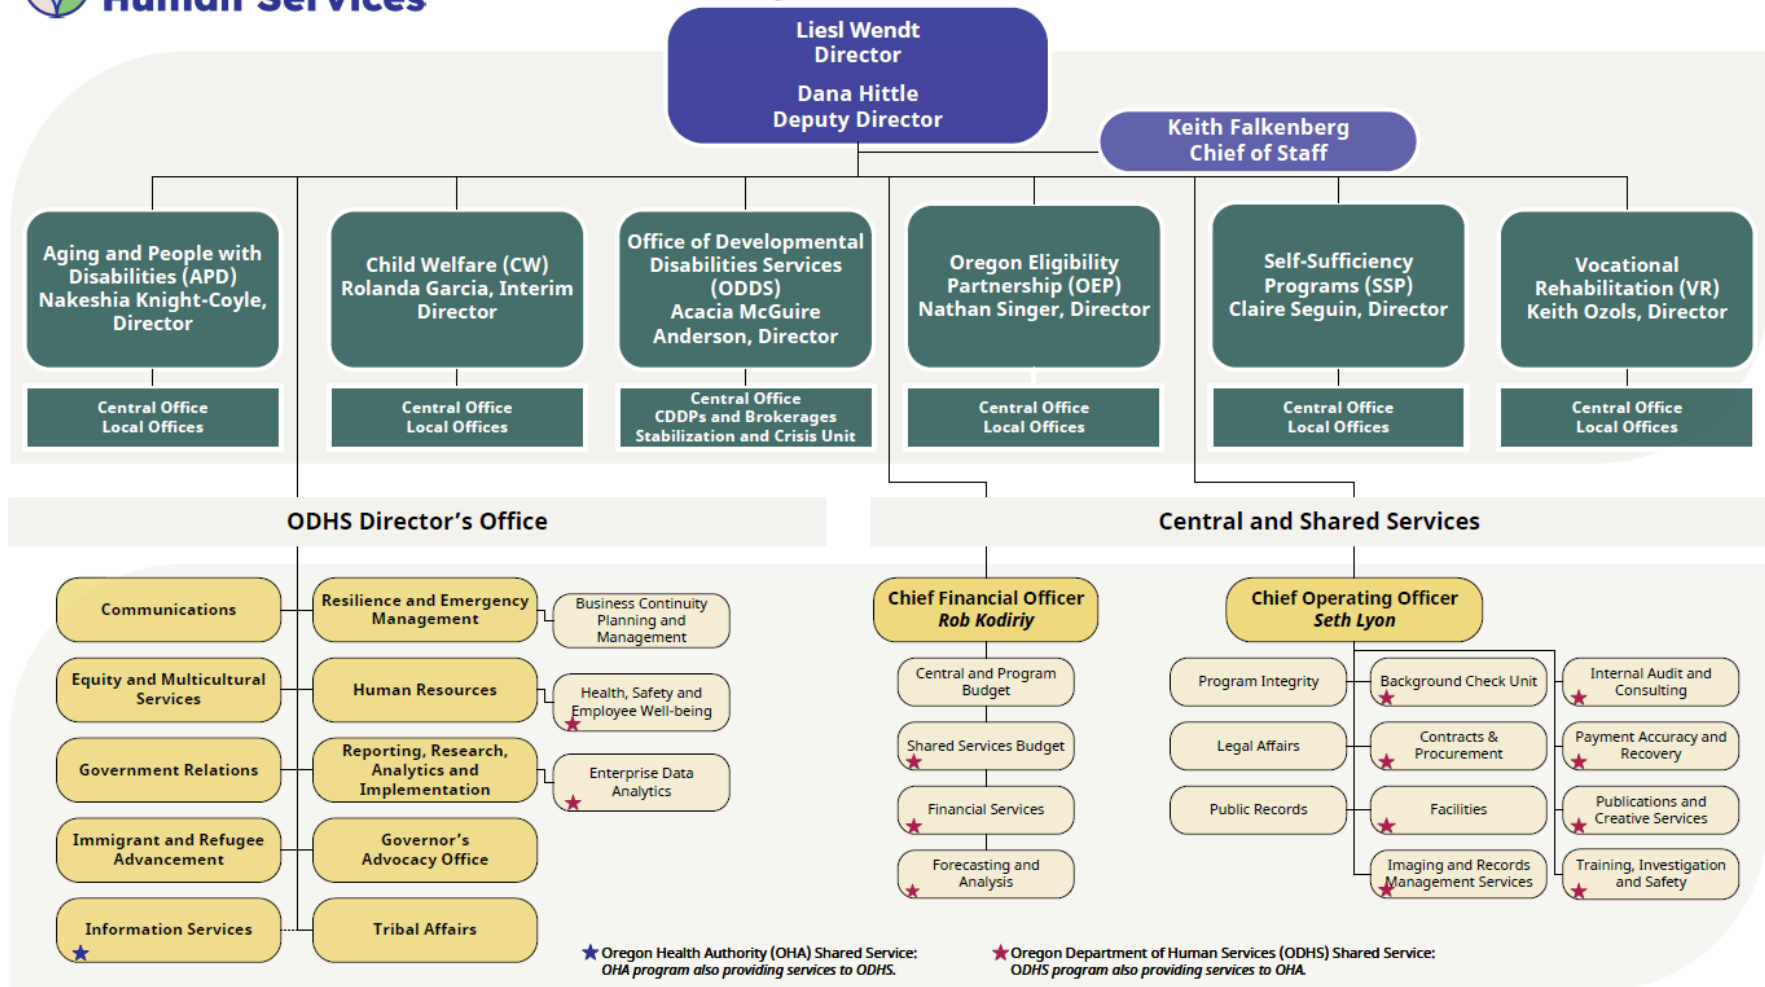 Human Services
Liesl Wendt
Director
Dana Hittle
Deputy Director
Keith Falkenberg
Chief of Staff
Aging and People with
Disabilities (APD)
Nakeshia Knight-Coyle,
Director
Child Welfare (CW)
Rolanda Garcia, Interim
Director
Office of Developmental
Disabilities Services
(ODDS)
Acacia McGuire
Anderson, Director
Oregon Eligibility
Partnership (OEP)
Nathan Singer, Director
Self-Sufficiency
Programs (SSP)
Claire Seguin, Director
Vocational
Rehabilitation (VR)
Keith Ozols, Director
Central Office
Local Offices
Central Office
Local Offices
Central Office
CDDPs and Brokerages
Stabilization and Crisis Unit
Central Office
Local Offices
Central Office
Local Offices
Central Office
Local Offices
ODHS Director’s Office
Communications
Resilience and Emergency
Management
Business Continuity
Planning and
Management
Equity and Multicultural
Services
Human Resources
Health, Safety and
Employee Well-being
Government Relations
Reporting, Research,
Analytics and
Implementation
Enterprise Data
Analytics
Immigrant and Refugee
Advancement
Governor’s
Advocacy Office
Information Services
Tribal Affairs
Central and Shared Services
Chief Financial Officer
Rob Kodiriy
Central and Program
Budget
Shared Services Budget
Financial Services
Forecasting and
Analysis
Chief Operating Officer
Seth Lyon
Program Integrity
Background Check Unit
Internal Audit and
Consulting
Legal Affairs
Contracts &
Procurement
Payment Accuracy and
Recovery
Public Records
Facilities
Publications and
Creative Services
Imaging and Records
Management Services
Training, Investigation
and Safety
Oregon Health Authority (OHA) Shared Service:
OHA program also providing services to ODHS.
Oregon Department of Human Services (ODHS) Shared Service:
ODHS program also providing services to OHA.